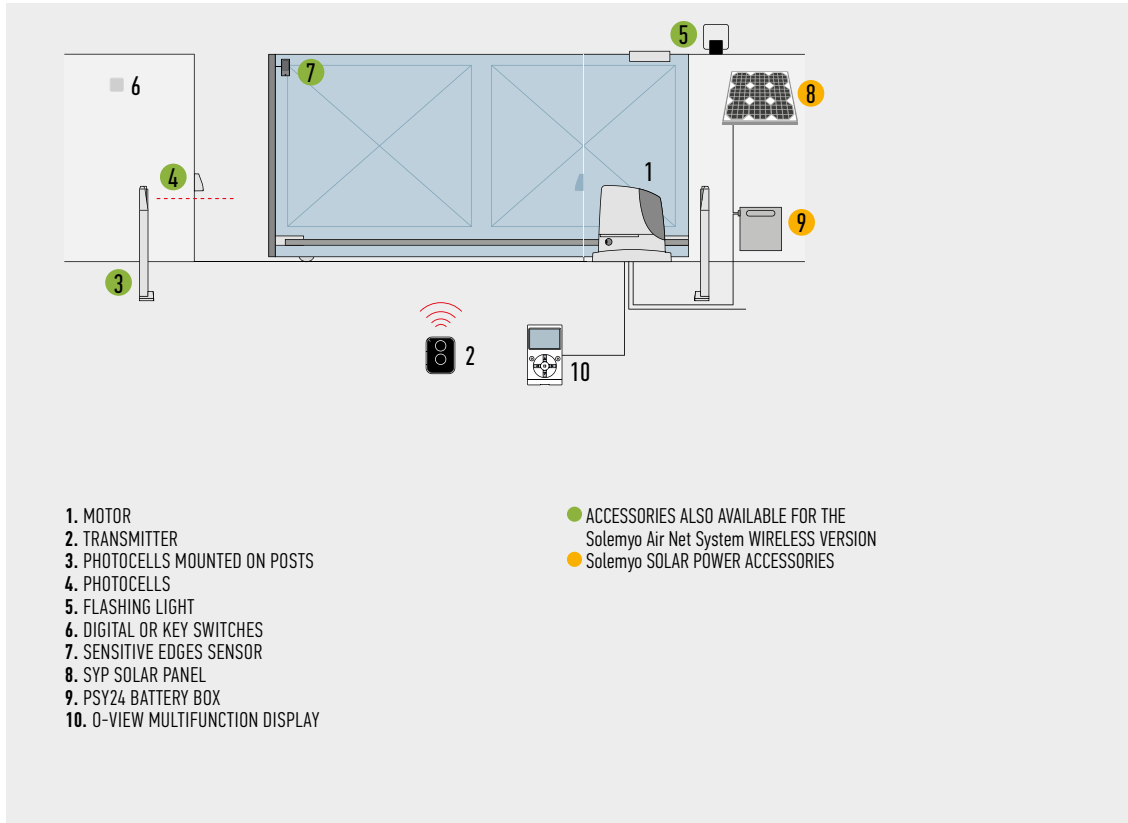 5
7
6
8
4
1
9
3
2
10
1. MOTOR
2. TRANSMITTER
3. PHOTOCELLS MOUNTED ON POSTS
4. PHOTOCELLS
5. FLASHING LIGHT
6. DIGITAL OR KEY SWITCHES
7. SENSITIVE EDGES SENSOR
8. SYP SOLAR PANEL
9. PSY24 BATTERY BOX
10. O-VIEW MULTIFUNCTION DISPLAY
ACCESSORIES ALSO AVAILABLE FOR THE
Solemyo Air Net System WIRELESS VERSION
Solemyo SOLAR POWER ACCESSORIES